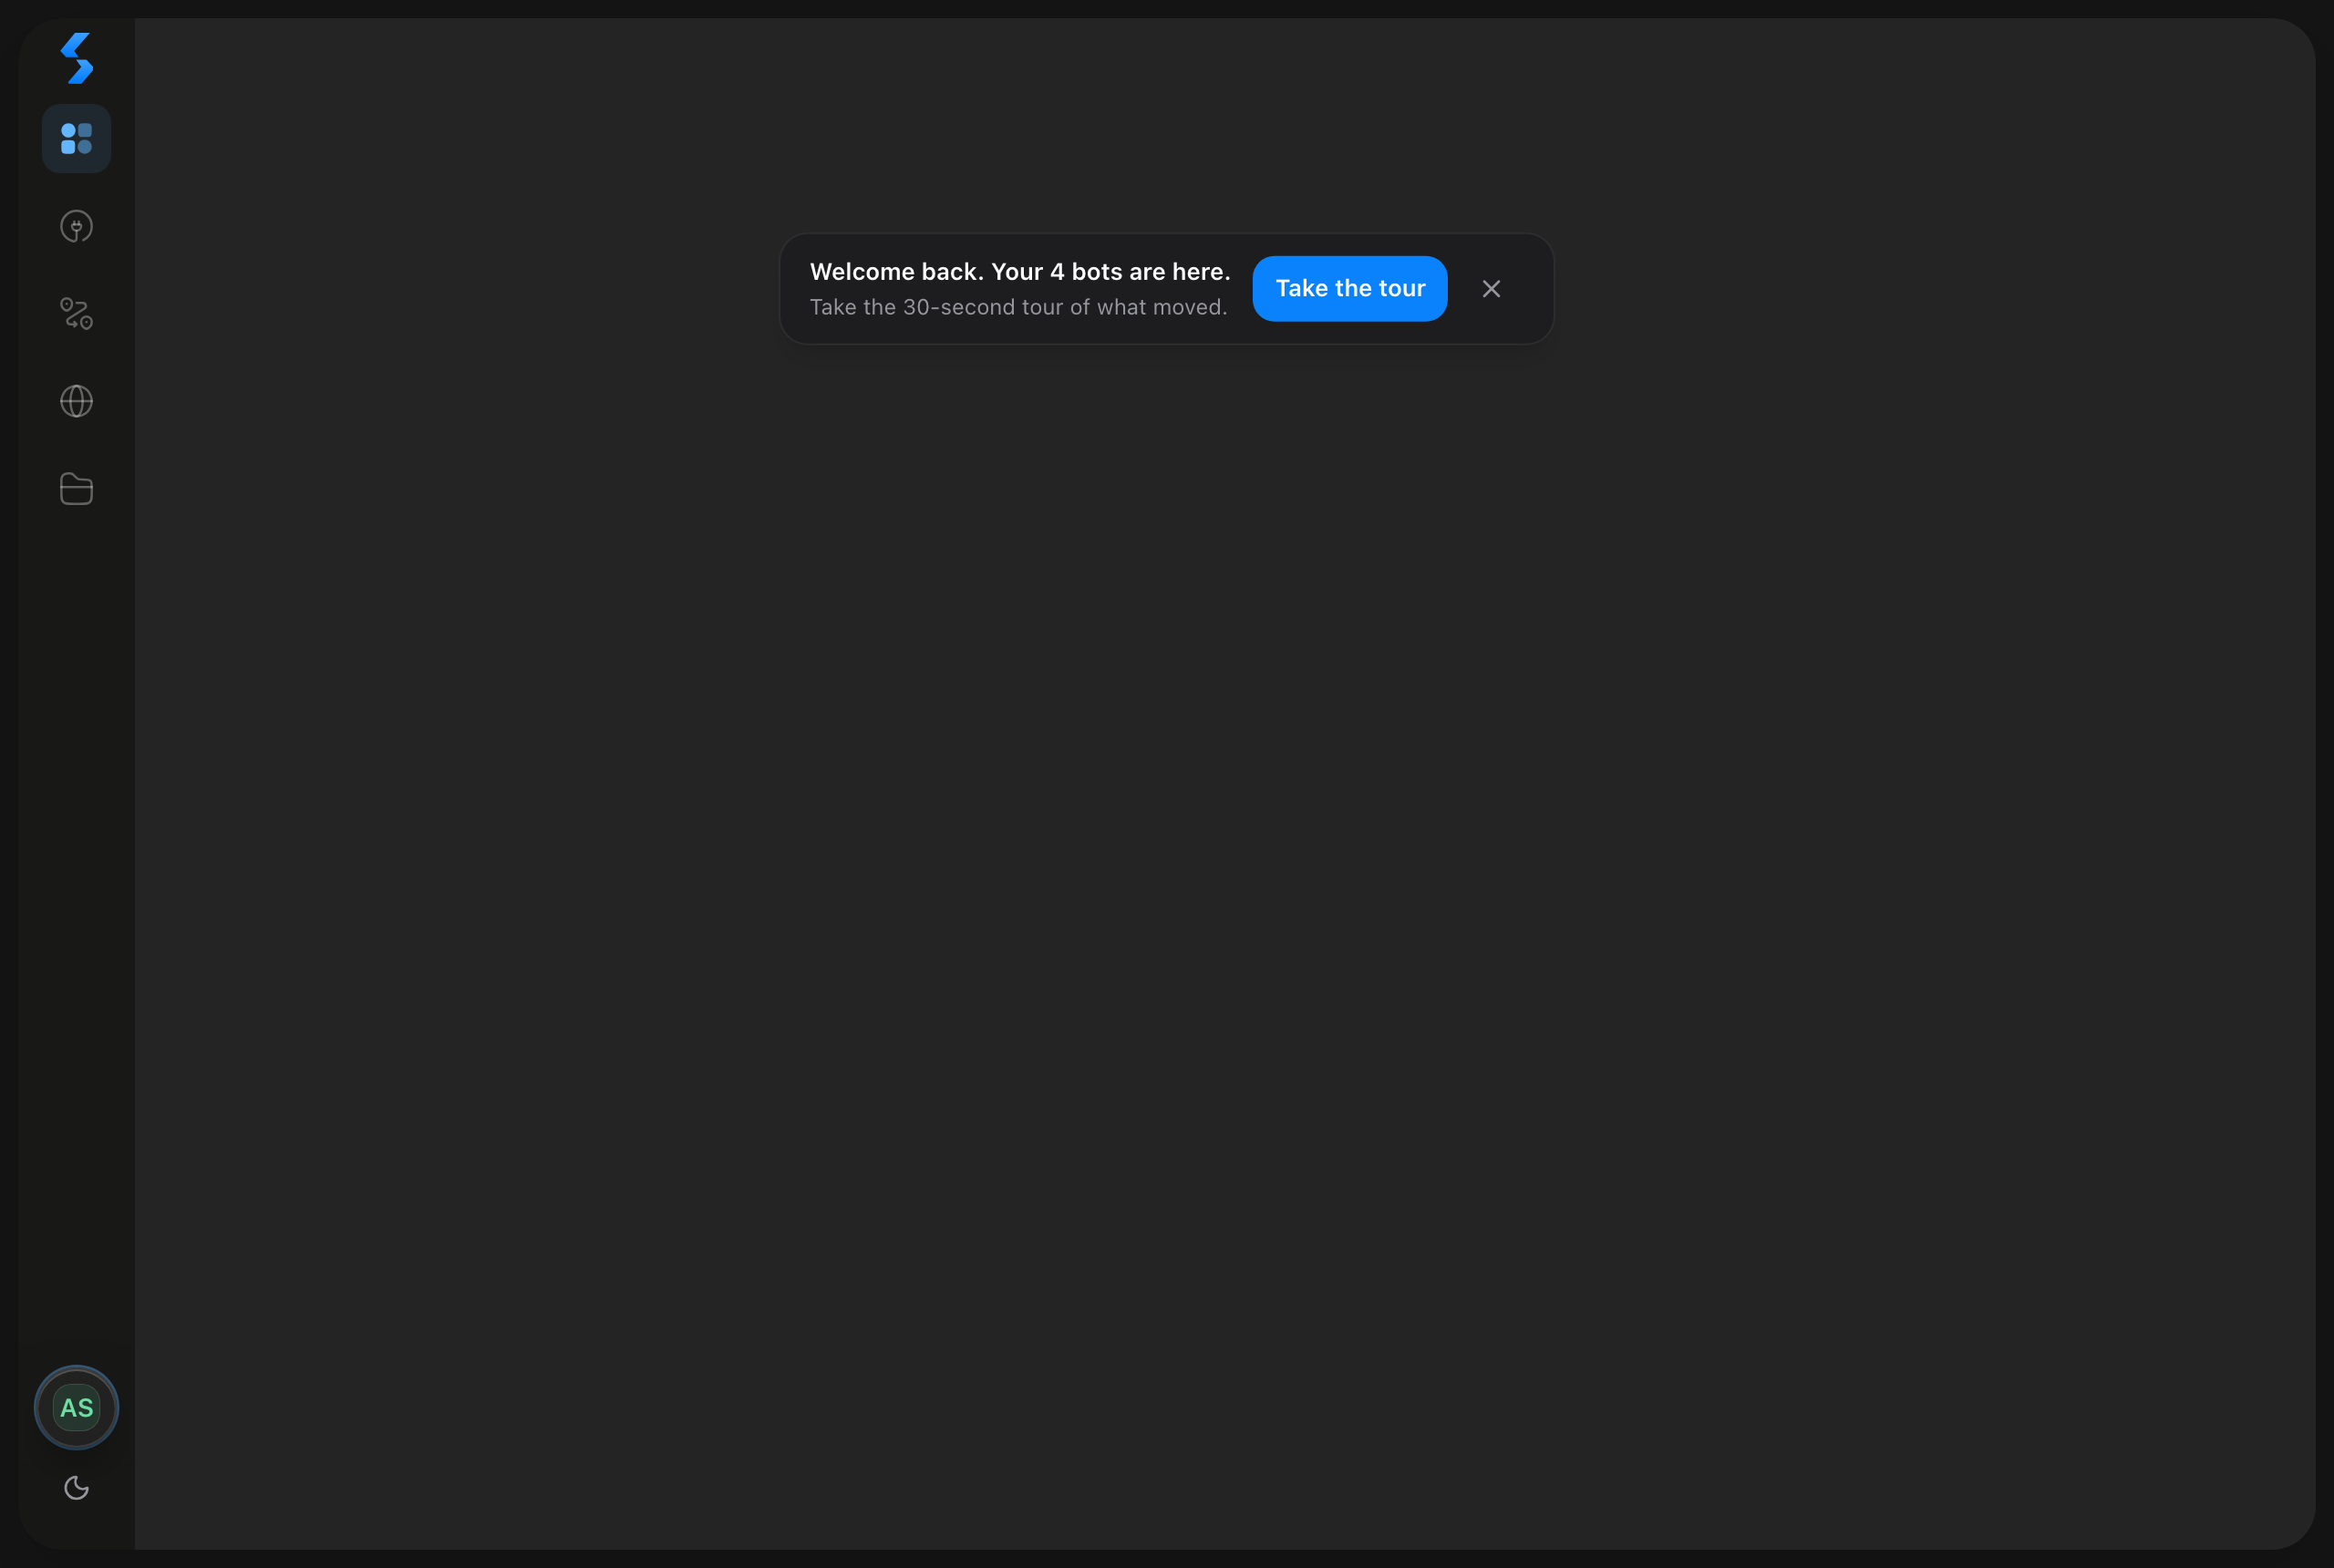 Welcome back. Your 4 bots are here.
Take the 30-second tour of what moved.
Take the tour
AS